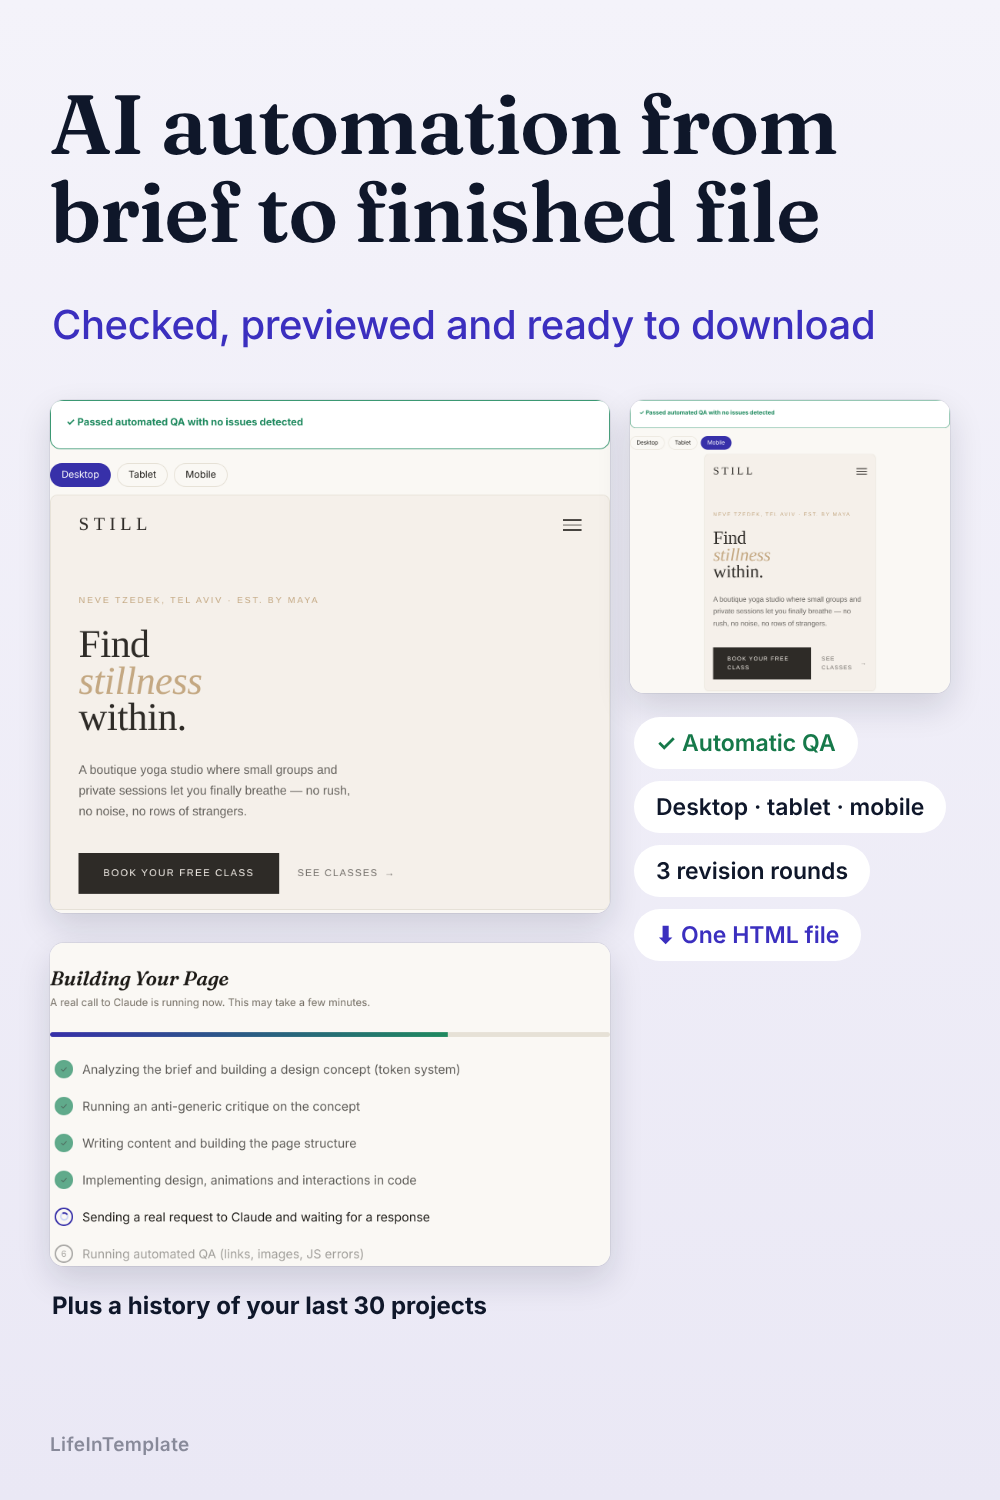 AI automation from
brief to finished file
Checked, previewed and ready to download
✓ Passed automated QA with no issues detected
Desktop Tablet Mobile
STILL
NEVE TZEDEK, TEL AVIV · EST. BY MAYA
Find
stillness
within.
A boutique yoga studio where small groups and
private sessions let you finally breathe — no rush,
no noise, no rows of strangers.
BOOK YOUR FREE CLASS SEE CLASSES →
✓ Passed automated QA with no issues detected
Desktop Tablet Mobile
STILL
NEVE TZEDEK, TEL AVIV · EST. BY MAYA
Find
stillness
within.
A boutique yoga studio where small groups and
private sessions let you finally breathe — no
rush, no noise, no rows of strangers.
BOOK YOUR FREE
CLASS
SEE
CLASSES →
✓ Automatic QA
Desktop · tablet · mobile
3 revision rounds
⬇ One HTML file
Building Your Page
A real call to Claude is running now. This may take a few minutes.
✓ Analyzing the brief and building a design concept (token system)
✓ Running an anti-generic critique on the concept
✓ Writing content and building the page structure
✓ Implementing design, animations and interactions in code
Sending a real request to Claude and waiting for a response
6 Running automated QA (links, images, JS errors)
Plus a history of your last 30 projects
LifeInTemplate